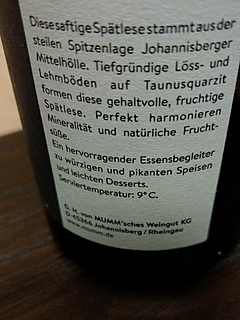 Diese saftige Spätlese stammt aus der
steilen Spitzenlage Johannisberger
Mittelhölle. Tiefgründige Löss- und
Lehmböden auf Taunusquarzit
formen diese gehaltvolle, fruchtige
Spätlese. Perfekt harmonieren
Mineralität und natürliche Frucht-
süße.
Ein hervorragender Essensbegleiter
zu würzigen und pikanten Speisen
und leichten Desserts.
Serviertemperatur: 9°C.
G. H. von MUMM'sches Weingut KG
D-65366 Johannisberg / Rheingau
www.mumm.de